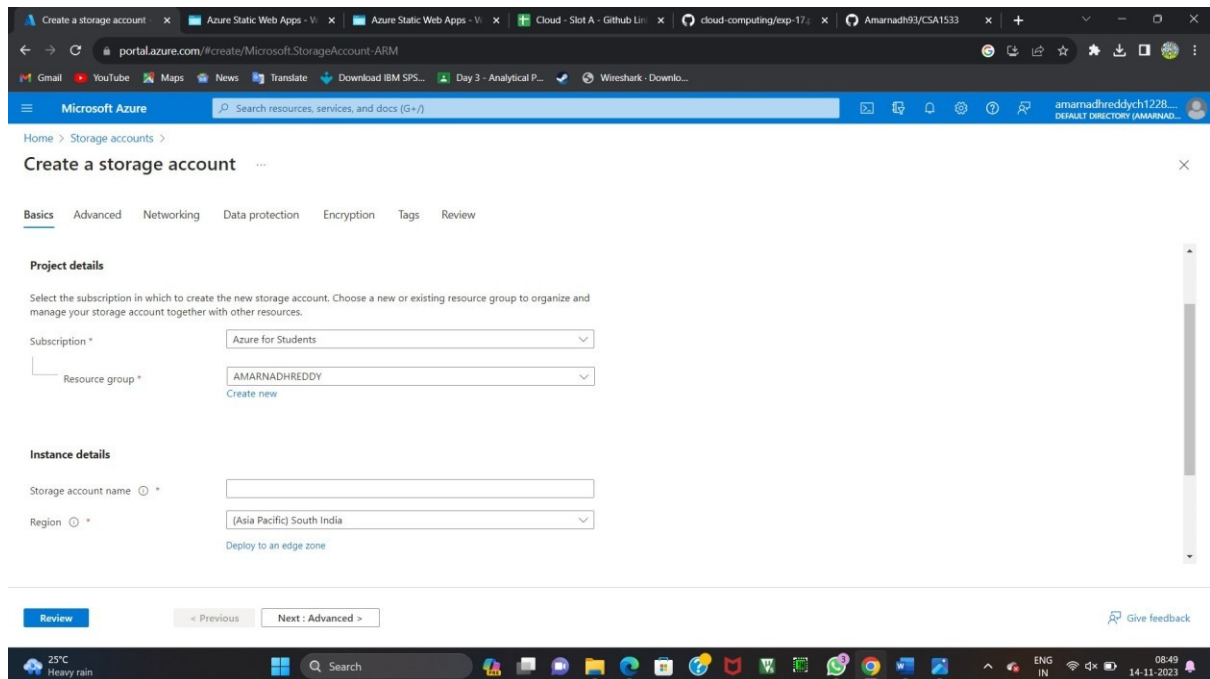 Create a storage account -
Azure Static Web Apps - V
Azure Static Web Apps - V
Cloud - Slot A - Github Lin
cloud-computing/exp-17.
Amarnadh93/CSA1533
portal.azure.com/#create/Microsoft.StorageAccount-ARM
Gmail YouTube Maps News Translate Download IBM SPS... Day 3 - Analytical P... Wireshark · Downlo...
Microsoft Azure
Search resources, services, and docs (G+/)
amarnadhreddych1228....
DEFAULT DIRECTORY (AMARNAD...
Home > Storage accounts >
Create a storage account ...
Basics Advanced Networking Data protection Encryption Tags Review
Project details
Select the subscription in which to create the new storage account. Choose a new or existing resource group to organize and
manage your storage account together with other resources.
Subscription * Azure for Students
Resource group * AMARNADHREDDY
Create new
Instance details
Storage account name *
Region * (Asia Pacific) South India
Deploy to an edge zone
Review < Previous Next : Advanced > Give feedback
25°C
Heavy rain
Search
3
ENG
IN
08:49
14-11-2023